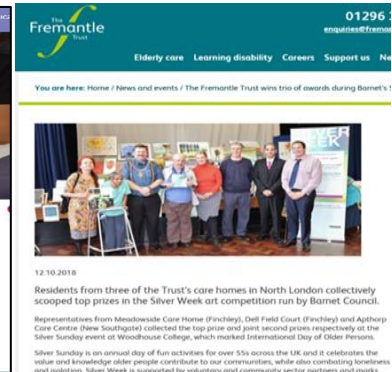 The
Fremantle
Trust
01296
enquiries@freman
Elderly care Learning disability Careers Support us Ne
You are here: Home / News and events / The Fremantle Trust wins trio of awards during Barnet's S
SILVER
WEEK
12.10.2018
Residents from three of the Trust's care homes in North London collectively
scooped top prizes in the Silver Week art competition run by Barnet Council.
Representatives from Meadowside Care Home (Finchley), Dell Field Court (Finchley) and Apthorp
Care Centre (New Southgate) collected the top prize and joint second prizes respectively at the
Silver Sunday event at Woodhouse College, which marked International Day of Older Persons.
Silver Sunday is an annual day of fun activities for over 55s across the UK and it celebrates the
value and knowledge older people contribute to our communities, while also combating loneliness
and isolation. Silver Week is supported by voluntary and community sector partners and marks